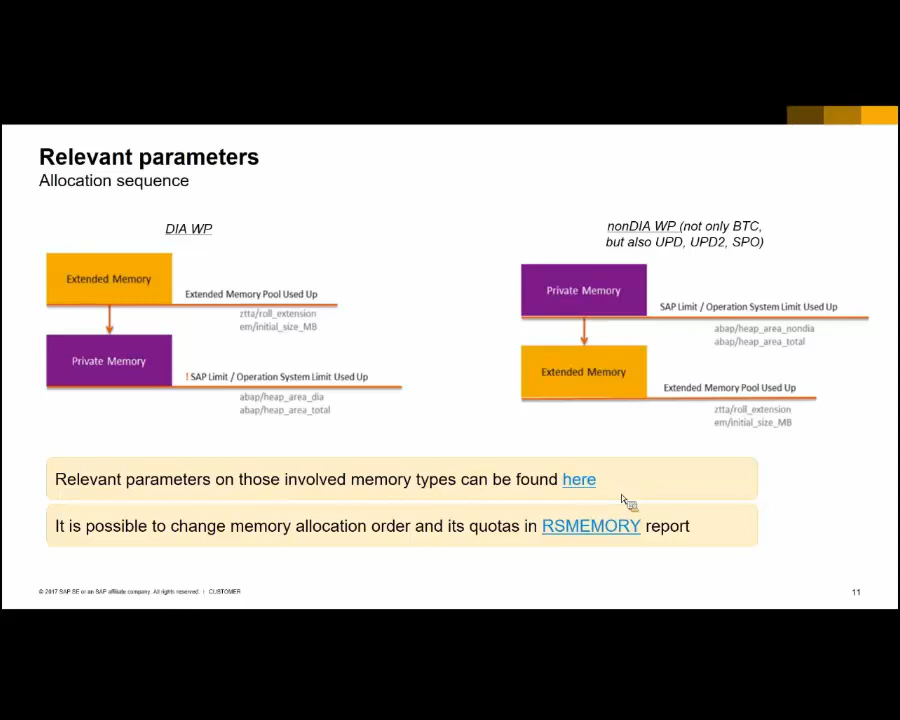 Relevant parameters
Allocation sequence
DIA WP
Extended Memory
Extended Memory Pool Used Up
ztta/roll_extension
em/initial_size_MB
Private Memory
! SAP Limit / Operation System Limit Used Up
abap/heap_area_dia
abap/heap_area_total
nonDIA WP (not only BTC,
but also UPD, UPD2, SPO)
Private Memory
SAP Limit / Operation System Limit Used Up
abap/heap_area_nondia
abap/heap_area_total
Extended Memory
Extended Memory Pool Used Up
ztta/roll_extension
em/initial_size_MB
Relevant parameters on those involved memory types can be found here
It is possible to change memory allocation order and its quotas in RSMEMORY report
© 2017 SAP SE or an SAP affiliate company. All rights reserved. | CUSTOMER
11